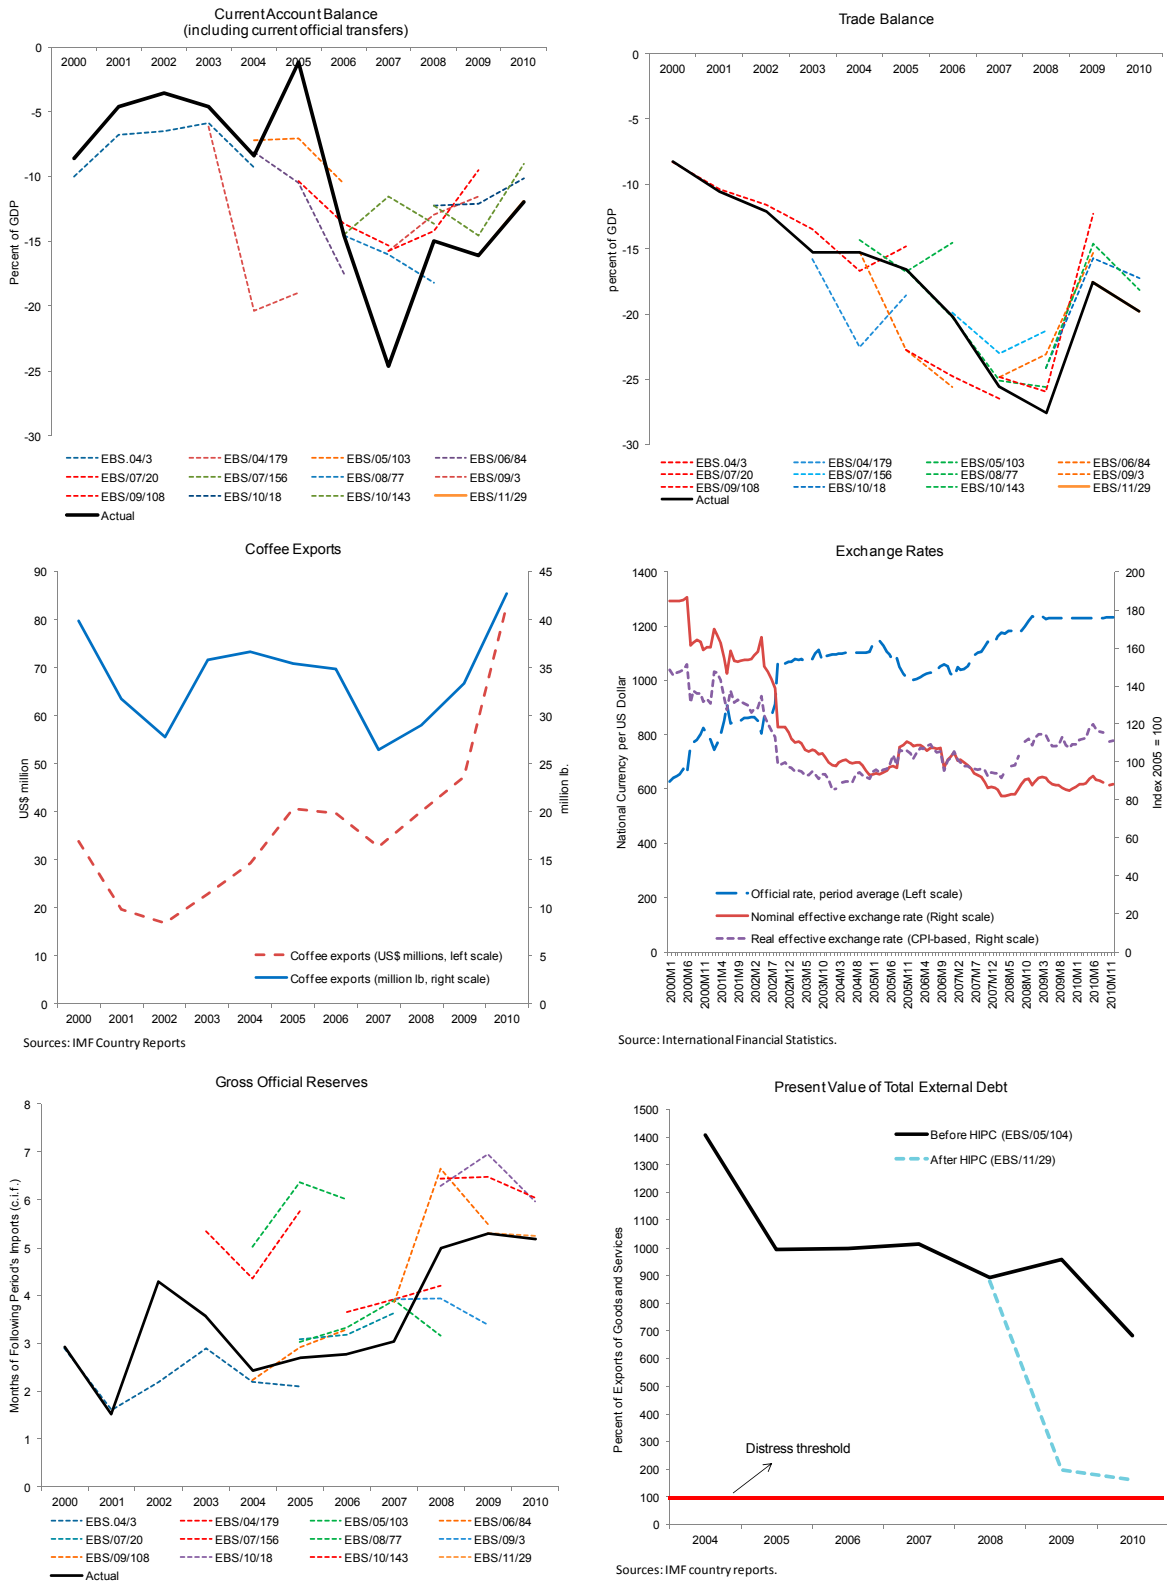 Current Account Balance
(including current official transfers)
0
2000 2001 2002 2003 2004 2005 2006 2007 2008 2009 2010
-5
-10
-15
-20
-25
-30
Percent of GDP
EBS.04/3 EBS/04/179 EBS/05/103 EBS/06/84
EBS/07/20 EBS/07/156 EBS/08/77 EBS/09/3
EBS/09/108 EBS/10/18 EBS/10/143 EBS/11/29
Actual
Trade Balance
0
2000 2001 2002 2003 2004 2005 2006 2007 2008 2009 2010
-5
-10
-15
-20
-25
-30
percent of GDP
EBS.04/3 EBS/04/179 EBS/05/103 EBS/06/84
EBS/07/20 EBS/07/156 EBS/08/77 EBS/09/3
EBS/09/108 EBS/10/18 EBS/10/143 EBS/11/29
Actual
Coffee Exports
90
80
70
60
50
40
30
20
10
0
US$ million
45
40
35
30
25
20
15
10
5
0
million lb.
Coffee exports (US$ millions, left scale)
Coffee exports (million lb, right scale)
2000 2001 2002 2003 2004 2005 2006 2007 2008 2009 2010
Sources: IMF Country Reports
Exchange Rates
1400
1200
1000
800
600
400
200
0
National Currency per US Dollar
200
180
160
140
120
100
80
60
40
20
0
Index 2005 = 100
Official rate, period average (Left scale)
Nominal effective exchange rate (Right scale)
Real effective exchange rate (CPI-based, Right scale)
2000M1 2000M6 2000M11 2001M4 2001M9 2002M2 2002M7 2002M12 2003M5 2003M10 2004M3 2004M8 2005M1 2005M6 2005M11 2006M4 2006M9 2007M2 2007M7 2007M12 2008M5 2008M10 2009M3 2009M8 2010M1 2010M6 2010M11
Source: International Financial Statistics.
Gross Official Reserves
8
7
6
5
4
3
2
1
0
Months of Following Period's Imports (c.i.f.)
2000 2001 2002 2003 2004 2005 2006 2007 2008 2009 2010
EBS.04/3 EBS/04/179 EBS/05/103 EBS/06/84
EBS/07/20 EBS/07/156 EBS/08/77 EBS/09/3
EBS/09/108 EBS/10/18 EBS/10/143 EBS/11/29
Actual
Present Value of Total External Debt
1500
1400
1300
1200
1100
1000
900
800
700
600
500
400
300
200
100
0
Percent of Exports of Goods and Services
Before HIPC (EBS/05/104)
After HIPC (EBS/11/29)
Distress threshold
2004 2005 2006 2007 2008 2009 2010
Sources: IMF country reports.